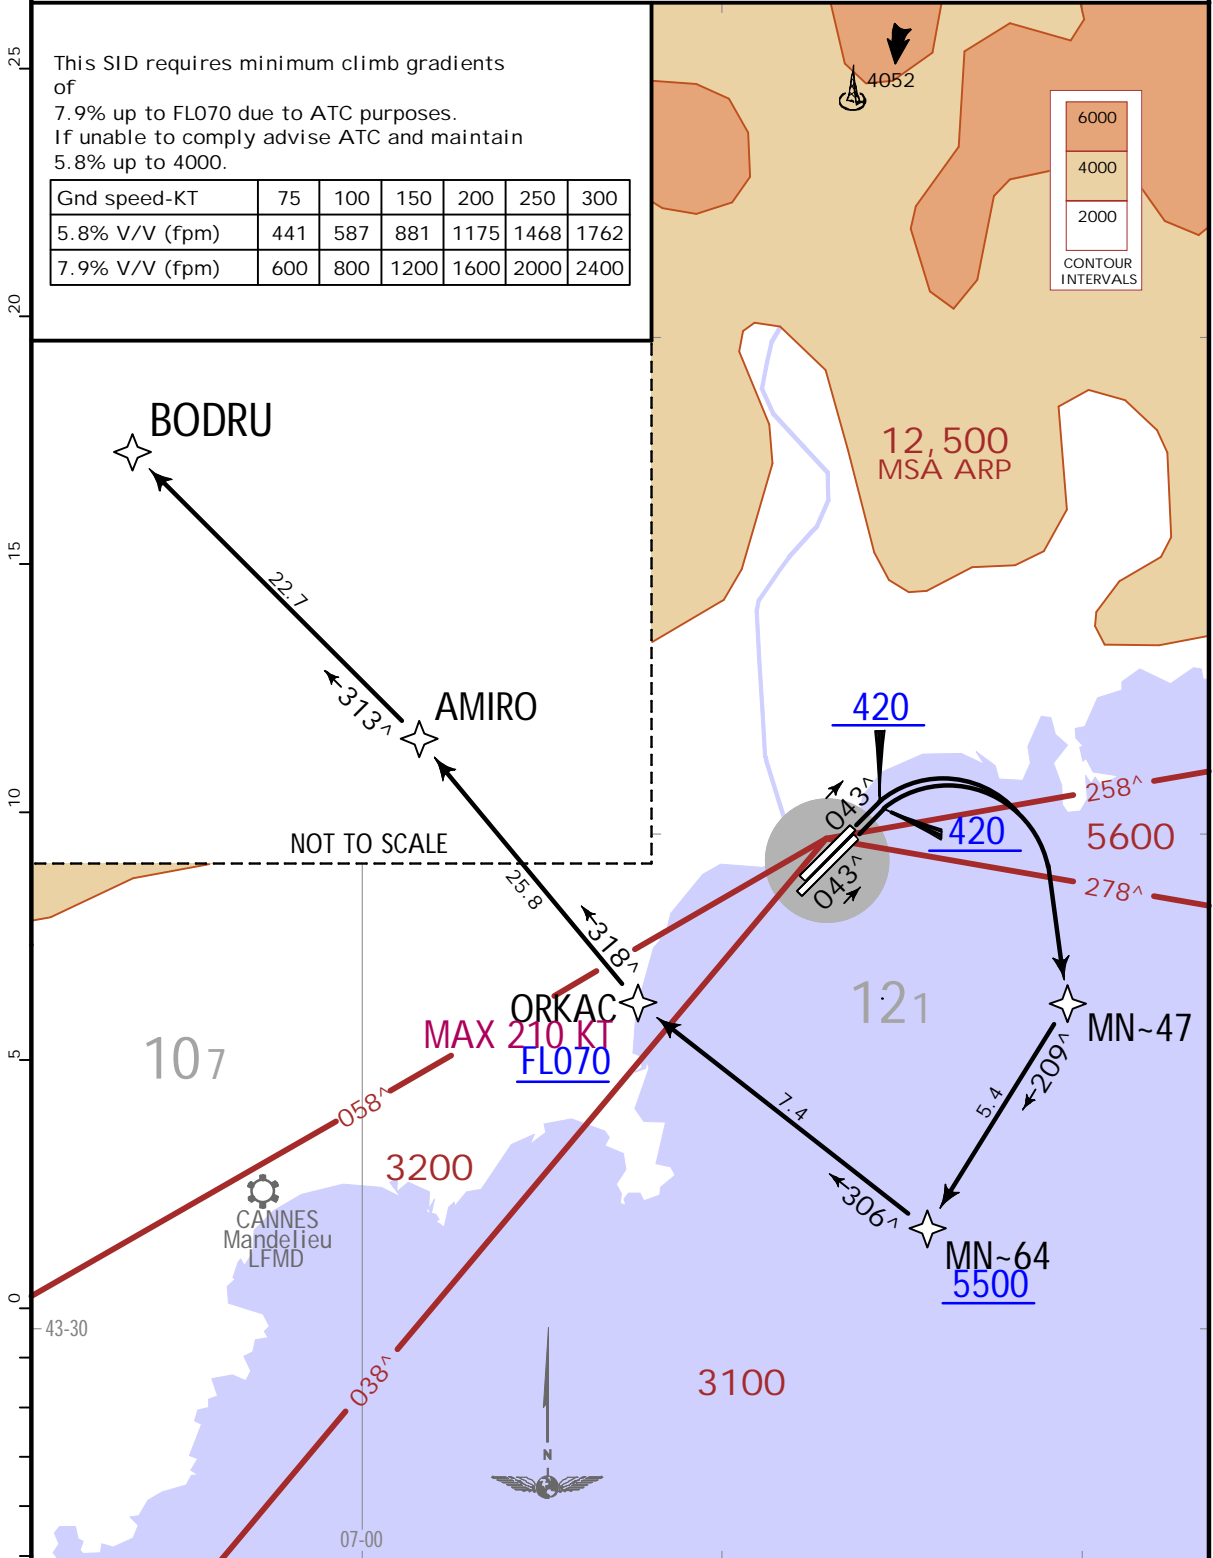 This SID requires minimum climb gradients
of
7.9% up to FL070 due to ATC purposes.
If unable to comply advise ATC and maintain
5.8% up to 4000.
Gnd speed-KT 75 100 150 200 250 300
5.8% V/V (fpm) 441 587 881 1175 1468 1762
7.9% V/V (fpm) 600 800 1200 1600 2000 2400
25
20
15
10
5
0
4052
6000
4000
2000
CONTOUR
INTERVALS
12,500
MSA ARP
BODRU
22.7
313^
AMIRO
NOT TO SCALE
25.8
318^
ORKAC
MAX 210 KT
FL070
420
043^
420
043^
258^
5600
278^
121
MN~47
209^
5.4
7.4
306^
MN~64
5500
107
058^
3200
CANNES
Mandelieu
LFMD
43-30
038^
3100
N
07-00